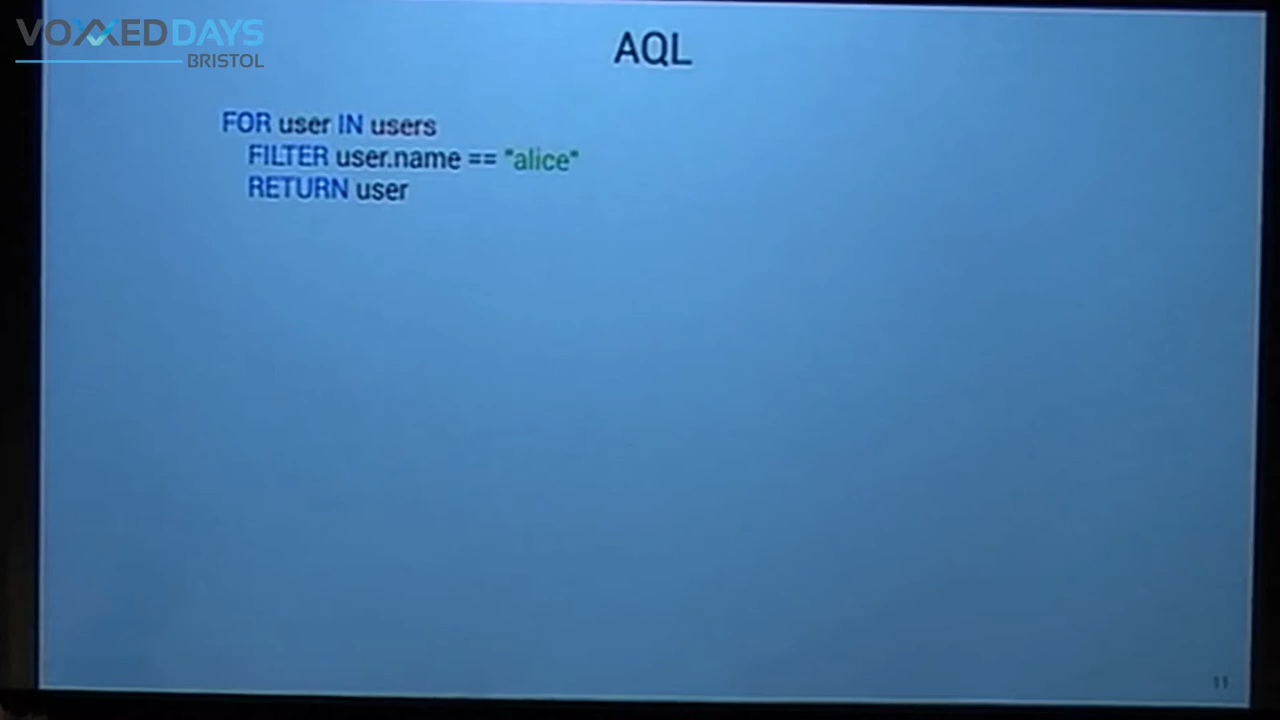 VOXXED DAYS
BRISTOL
AQL
FOR user IN users
FILTER user.name == "alice"
RETURN user
11